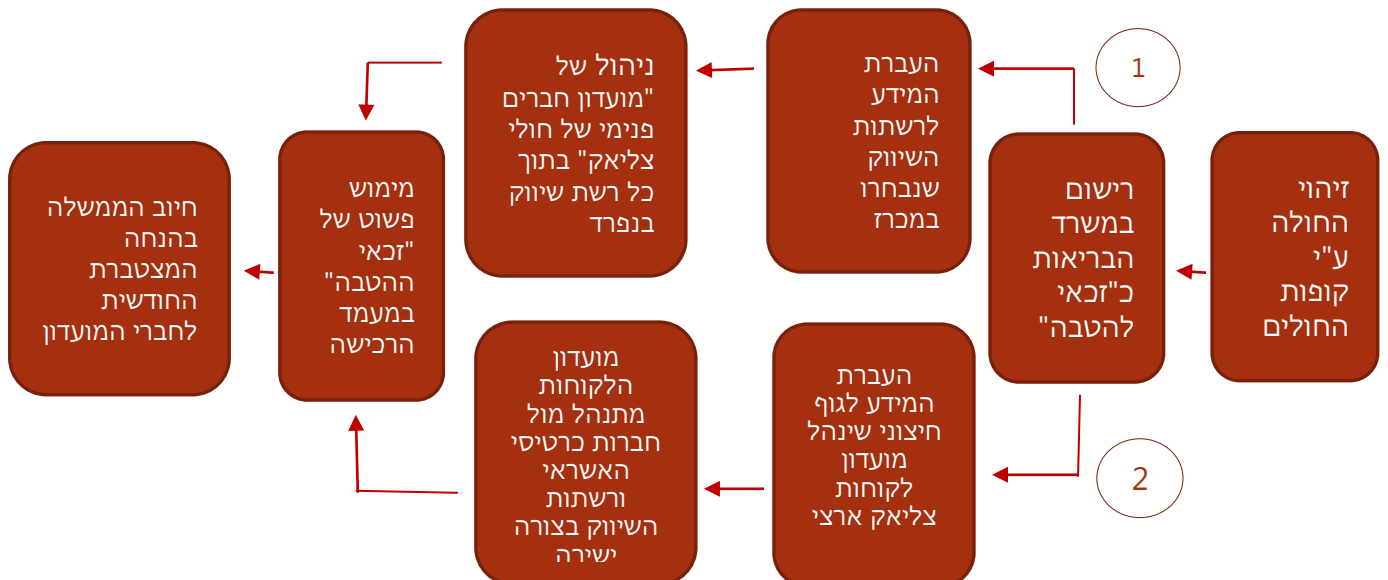 זיהוי
החולה
ע"י
קופות
החולים
רישום
במשרד
הבריאות
כ"זכאי
להטבה"
1
העברת
המידע
לרשתות
השיווק
שנבחרו
במכרז
ניהול של
"מועדון חברים
פנימי של חולי
צליאק" בתוך
כל רשת שיווק
בנפרד
2
העברת
המידע לגוף
חיצוני שינהל
מועדון
לקוחות
צליאק ארצי
מועדון
הלקוחות
מתנהל מול
חברות כרטיסי
האשראי
ורשתות
השיווק בצורה
ישירה
מימוש
פשוט של
"זכאי
ההטבה"
במעמד
הרכישה
חיוב הממשלה
בהנחה
המצטברת
החודשית
לחברי המועדון